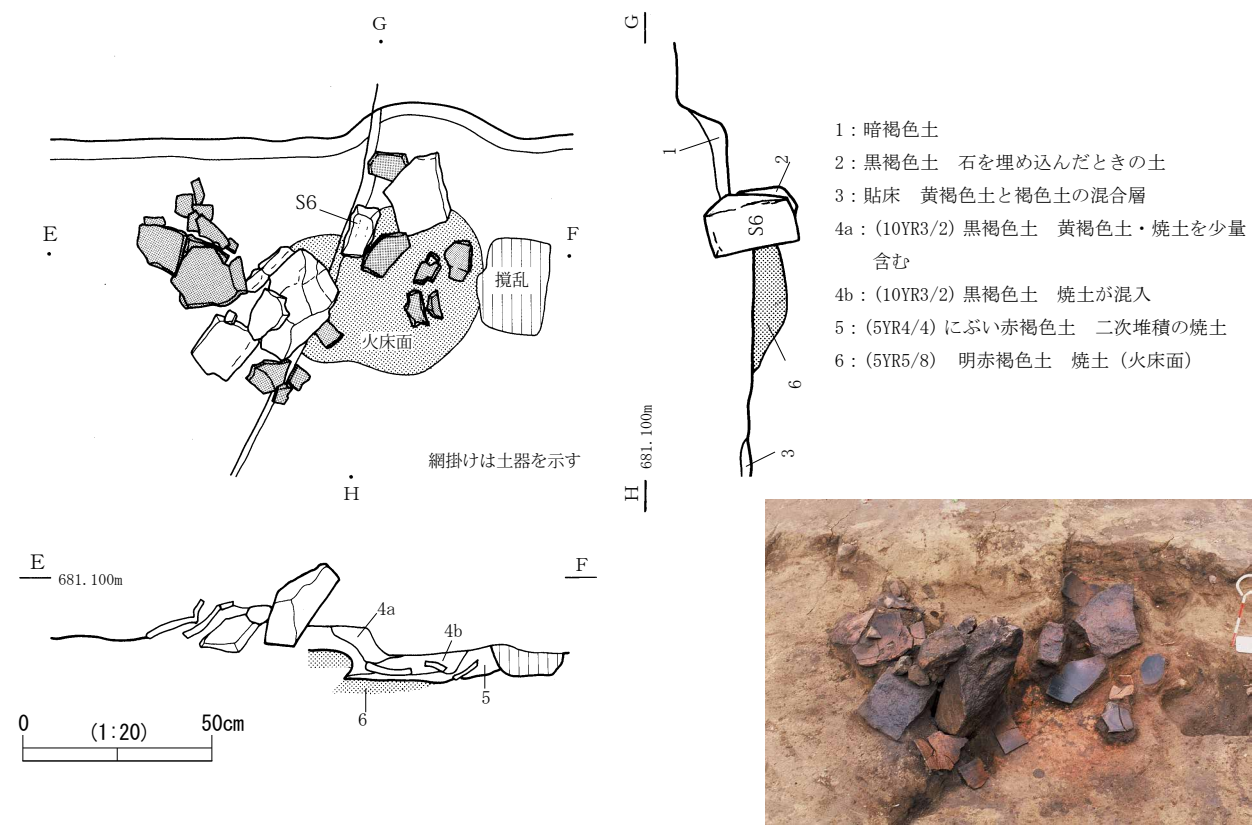 G
S6
E
F
撹乱
火床面
網掛けは土器を示す
H
G
1
2
S6
6
3
H 681.100m
1：暗褐色土
2：黒褐色土　石を埋め込んだときの土
3：貼床　黄褐色土と褐色土の混合層
4a：(10YR3/2) 黒褐色土　黄褐色土・焼土を少量
含む
4b：(10YR3/2) 黒褐色土　焼土が混入
5：(5YR4/4) にぶい赤褐色土　二次堆積の焼土
6：(5YR5/8)　明赤褐色土　焼土（火床面）
E 681.100m
F
4a
4b
5
6
0 (1:20) 50cm